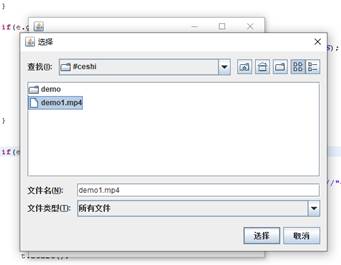 }
if(e.g
选择
S);
查找(I):
#ceshi
demo
demo1.mp4
}
if(e
文件名(N):
demo1.mp4
//"
文件类型(T):
所有文件
选择
取消